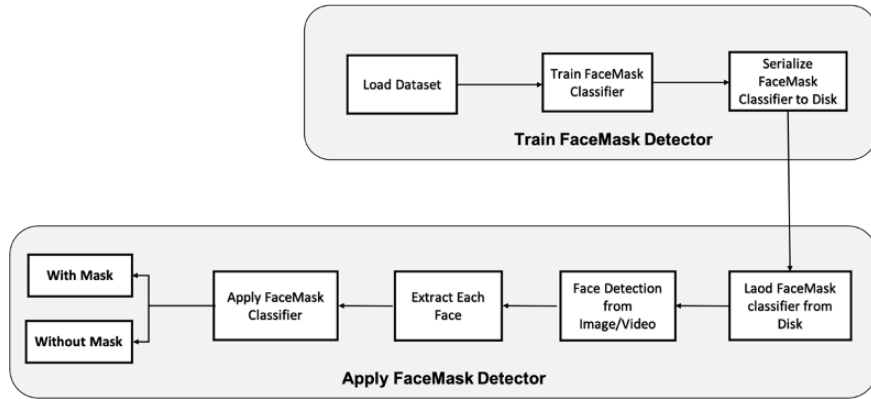 Load Dataset
Train FaceMask
Classifier
Serialize
FaceMask
Classifier to Disk
Train FaceMask Detector
With Mask
Without Mask
Apply FaceMask
Classifier
Extract Each
Face
Face Detection
from
Image/Video
Laod FaceMask
classifier from
Disk
Apply FaceMask Detector